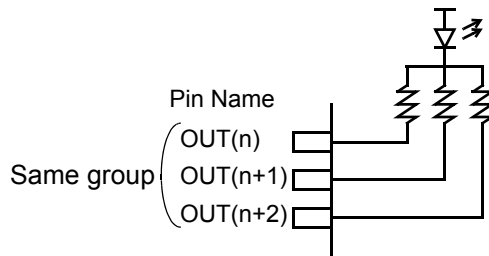 Pin Name
OUT(n)
Same group
OUT(n+1)
OUT(n+2)